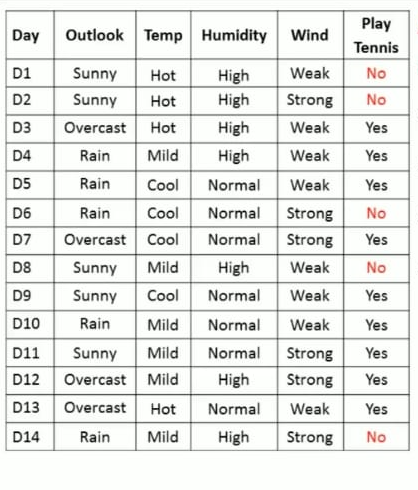 Day Outlook Temp Humidity Wind Play Tennis
D1 Sunny Hot High Weak No
D2 Sunny Hot High Strong No
D3 Overcast Hot High Weak Yes
D4 Rain Mild High Weak Yes
D5 Rain Cool Normal Weak Yes
D6 Rain Cool Normal Strong No
D7 Overcast Cool Normal Strong Yes
D8 Sunny Mild High Weak No
D9 Sunny Cool Normal Weak Yes
D10 Rain Mild Normal Weak Yes
D11 Sunny Mild Normal Strong Yes
D12 Overcast Mild High Strong Yes
D13 Overcast Hot Normal Weak Yes
D14 Rain Mild High Strong No